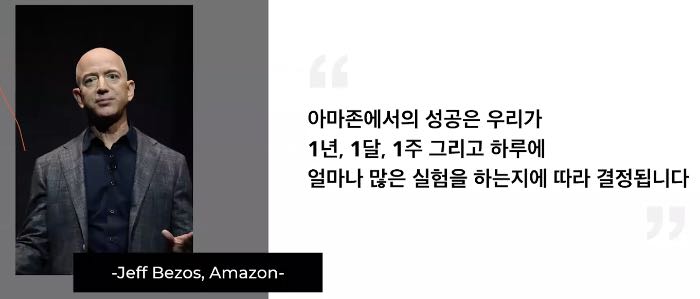 아마존에서의 성공은 우리가
1년, 1달, 1주 그리고 하루에
얼마나 많은 실험을 하는지에 따라 결정됩니다
-Jeff Bezos, Amazon-